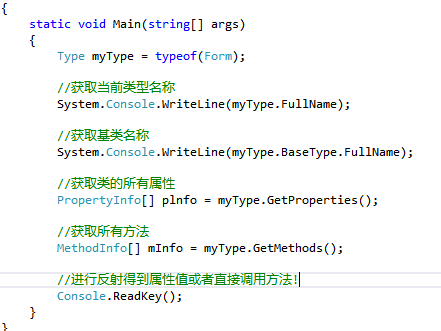 {
static void Main(string[] args)
{
Type myType = typeof(Form);
//获取当前类型名称
System.Console.WriteLine(myType.FullName);
//获取基类名称
System.Console.WriteLine(myType.BaseType.FullName);
//获取类的所有属性
PropertyInfo[] pInfo = myType.GetProperties();
//获取所有方法
MethodInfo[] mInfo = myType.GetMethods();
//进行反射得到属性值或者直接调用方法!
Console.ReadKey();
}
}